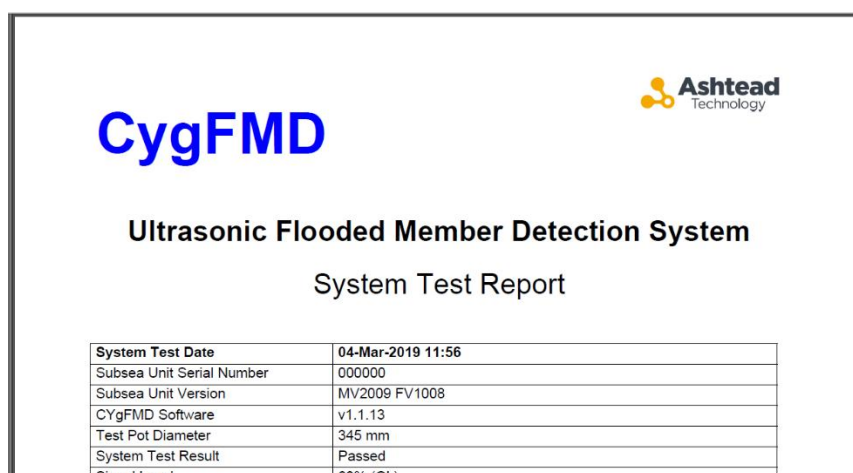 Ashtead
Technology
CygFMD
Ultrasonic Flooded Member Detection System
System Test Report
System Test Date 04-Mar-2019 11:56
Subsea Unit Serial Number 000000
Subsea Unit Version MV2009 FV1008
CYgFMD Software v1.1.13
Test Pot Diameter 345 mm
System Test Result Passed